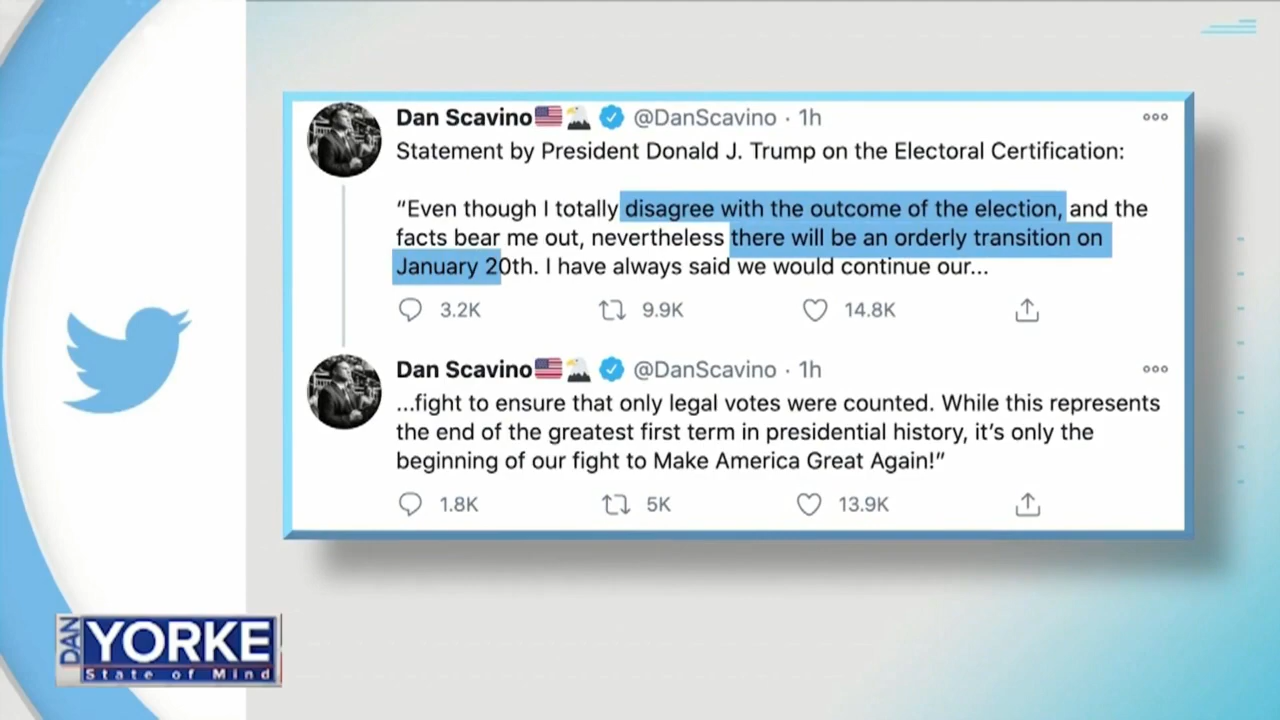 Dan Scavino🇺🇸🦅 @DanScavino · 1h
Statement by President Donald J. Trump on the Electoral Certification:
“Even though I totally disagree with the outcome of the election, and the
facts bear me out, nevertheless there will be an orderly transition on
January 20th. I have always said we would continue our...
3.2K 9.9K 14.8K
Dan Scavino🇺🇸🦅 @DanScavino · 1h
...fight to ensure that only legal votes were counted. While this represents
the end of the greatest first term in presidential history, it’s only the
beginning of our fight to Make America Great Again!”
1.8K 5K 13.9K
DAN
YORKE
State of Mind